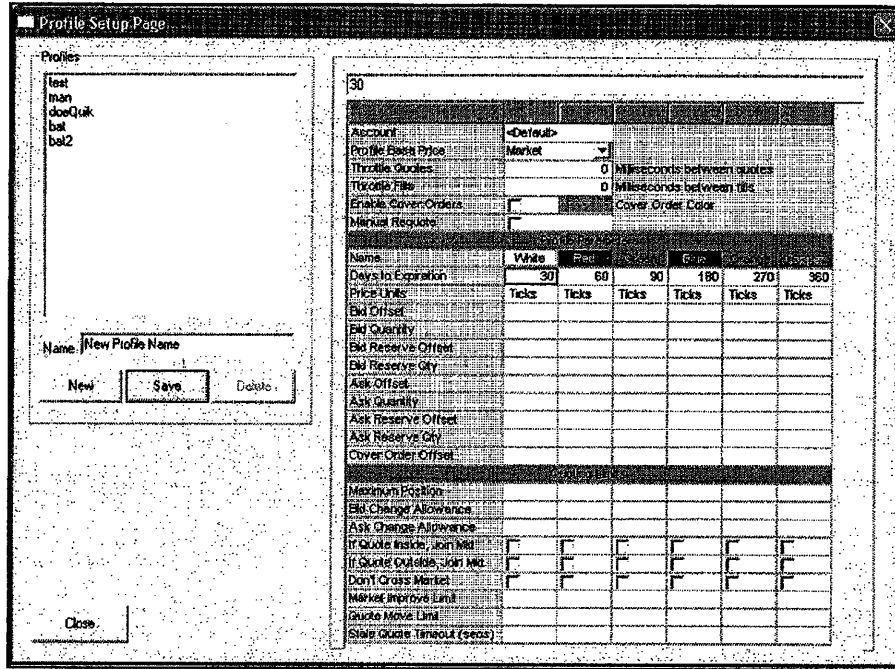 Profile Setup Page
Profiles
test
man
doeQuik
bat
bal2
Name New Profile Name
New Save Delete
Close
30
Account <Default>
Profile Base Price Market
Throttle Quotes 0 Miliseconds between quotes
Throttle Fills 0 Miliseconds between fills
Enable Cover Orders Cover Order Color
Manual Requote
Name White Red Blue
Days to Expiration 30 60 90 180 270 360
Price Units Ticks Ticks Ticks Ticks Ticks Ticks
Bid Offset
Bid Quantity
Bid Reserve Offset
Bid Reserve Qty
Ask Offset
Ask Quantity
Ask Reserve Offset
Ask Reserve Qty
Cover Order Offset
Maximum Position
Bid Change Allowance
Ask Change Allowance
If Quote Inside, Join Mkt
If Quote Outside, Join Mkt
Don't Cross Market
Market Improve Limit
Quote Move Limit
Stale Quote Timeout (secs)